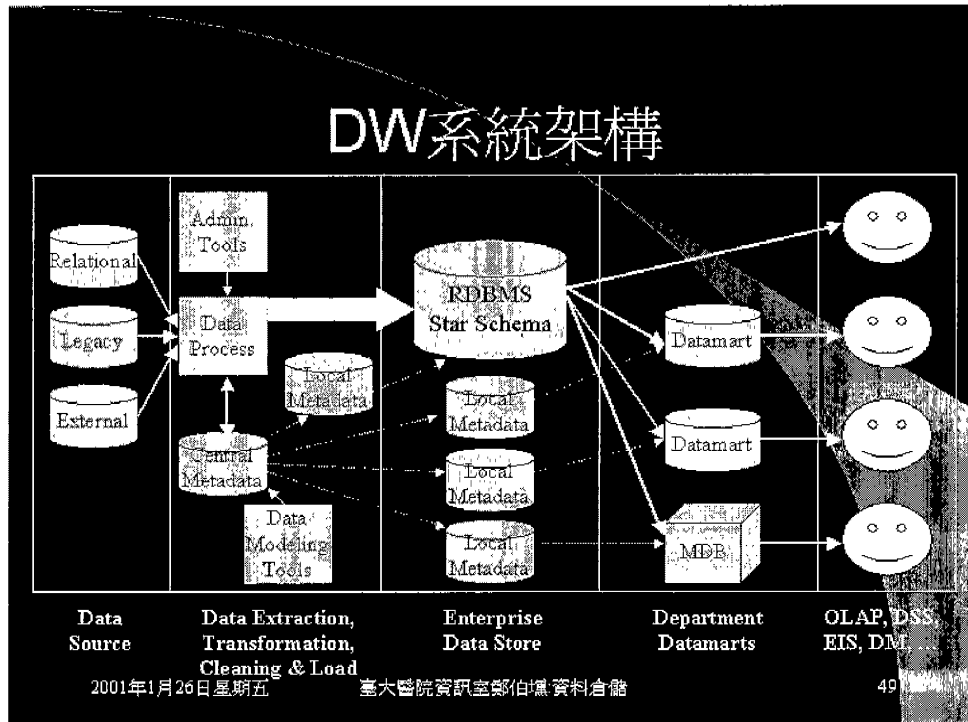 DW系統架構
Relational
Legacy
External
Admin
Tools
Data
Process
Local
Metadata
Central
Metadata
Data
Modeling
Tools
RDBMS
Star Schema
Local
Metadata
Local
Metadata
Local
Metadata
Datamart
Datamart
MDB
Data
Source
Data Extraction,
Transformation,
Cleaning & Load
Enterprise
Data Store
Department
Datamarts
OLAP, DSS,
EIS, DM, ...
2001年1月26日星期五
臺大醫院資訊室鄭伯壎:資料倉儲
49